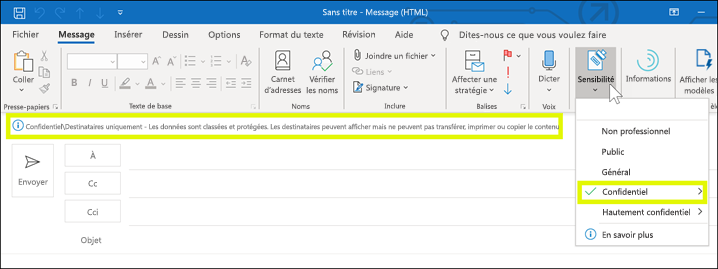 Sans titre - Message (HTML)
Fichier Message Insérer Dessin Options Format du texte Révision Aide Dites-nous ce que vous voulez faire
Coller
Presse-papiers
Texte de base
Carnet d'adresses
Vérifier les noms
Noms
Joindre un fichier
Liens
Signature
Inclure
Affecter une stratégie
Balises
Dicter
Voix
Sensibilité
Informations
Afficher les modèles
Confidentiel\Destinataires uniquement - Les données sont classées et protégées. Les destinataires peuvent afficher mais ne peuvent pas transférer, imprimer ou copier le contenu
Envoyer
À
Cc
Cci
Objet
Non professionnel
Public
Général
Confidentiel
Hautement confidentiel
En savoir plus